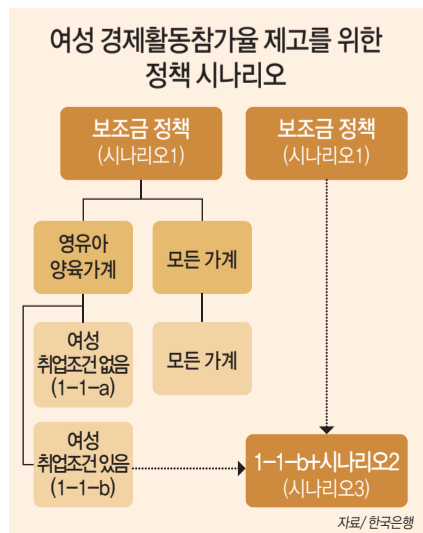 여성 경제활동참가율 제고를 위한
정책 시나리오
보조금 정책
(시나리오1)
보조금 정책
(시나리오1)
영유아
양육가계
모든 가계
여성
취업조건 없음
(1-1-a)
모든 가계
여성
취업조건 있음
(1-1-b)
1-1-b+시나리오2
(시나리오3)
자료/ 한국은행